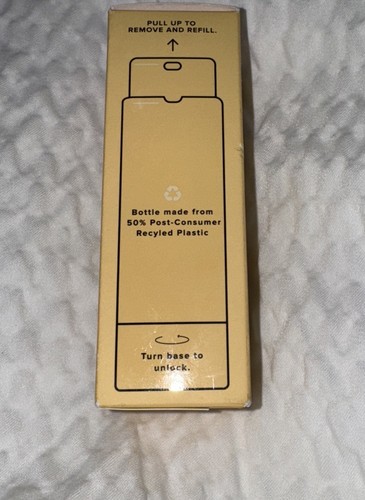 PULL UP TO
REMOVE AND REFILL.
Bottle made from
50% Post-Consumer
Recyled Plastic
Turn base to
unlock.